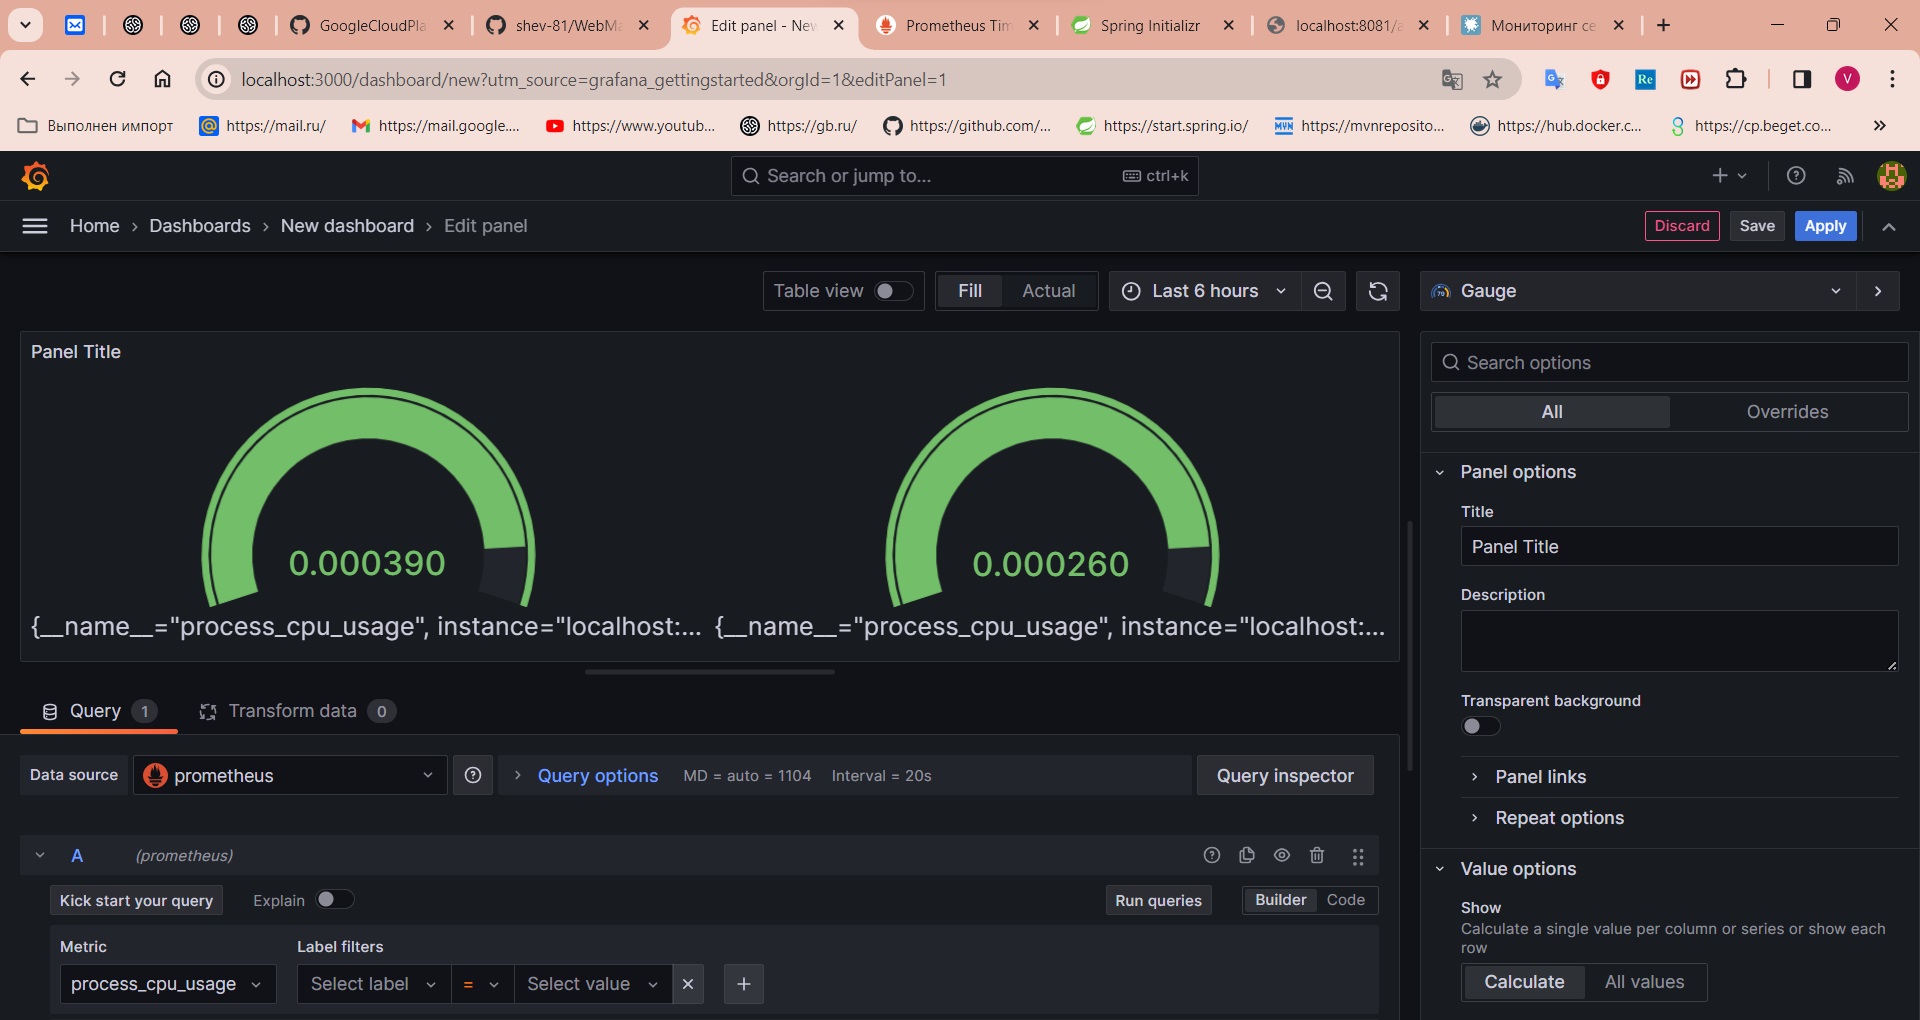 GoogleCloudPla
shev-81/WebMa
Edit panel - New
Prometheus Tim
Spring Initializr
localhost:8081/a
Мониторинг се
localhost:3000/dashboard/new?utm_source=grafana_gettingstarted&orgId=1&editPanel=1
Re
V
Выполнен импорт
https://mail.ru/
https://mail.google....
https://www.youtub...
https://gb.ru/
https://github.com/...
https://start.spring.io/
MVN
https://mvnreposito...
https://hub.docker.c...
https://cp.beget.co...
Search or jump to...
ctrl+k
Home
Dashboards
New dashboard
Edit panel
Discard
Save
Apply
Table view
Fill
Actual
Last 6 hours
Gauge
Panel Title
0.000390
0.000260
{__name__="process_cpu_usage", instance="localhost:...
{__name__="process_cpu_usage", instance="localhost:...
Search options
All
Overrides
Panel options
Title
Panel Title
Description
Transparent background
Panel links
Repeat options
Value options
Show
Calculate a single value per column or series or show each
row
Calculate
All values
Query 1
Transform data 0
Data source
prometheus
Query options
MD = auto = 1104
Interval = 20s
Query inspector
A
(prometheus)
Kick start your query
Explain
Run queries
Builder
Code
Metric
Label filters
process_cpu_usage
Select label
=
Select value